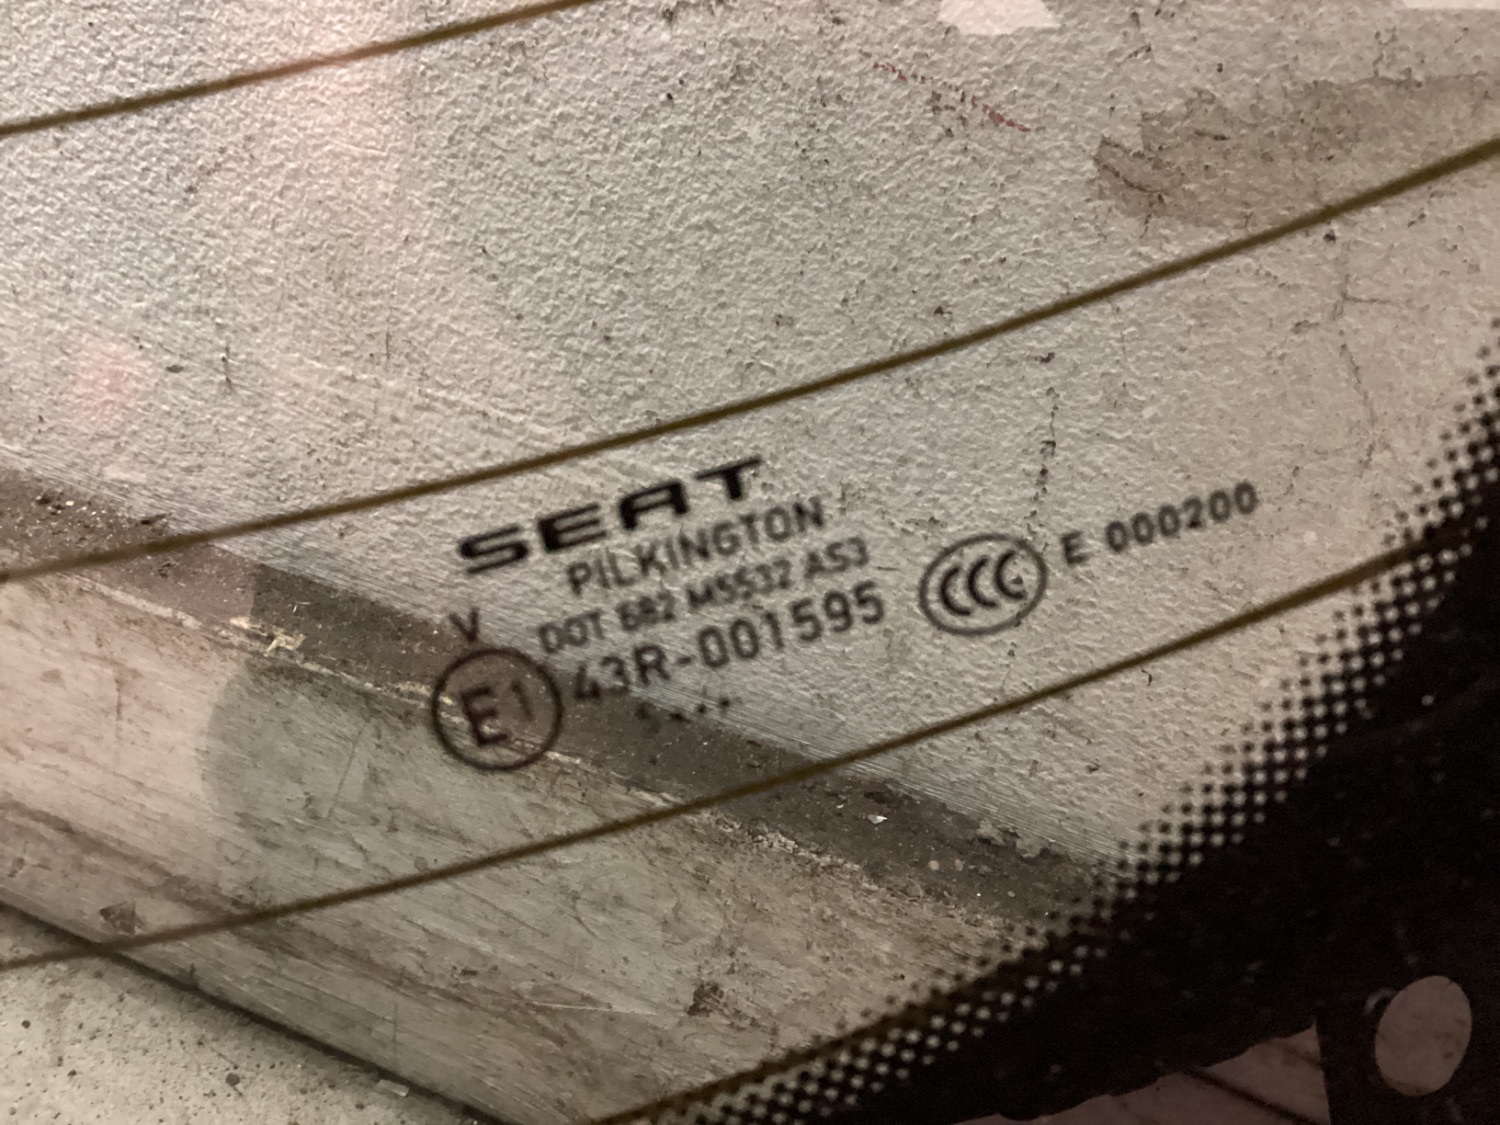 SEAT
PILKINGTON
V DOT 682 M5532 AS3
E1 43R-001595
CCC E 000200